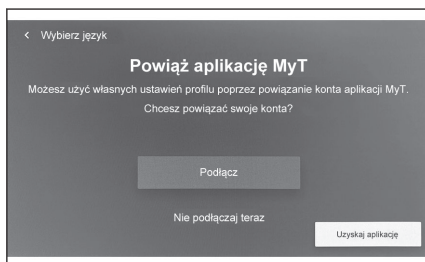 Wybierz język
Powiąż aplikację MyT
Możesz użyć własnych ustawień profilu poprzez powiązanie konta aplikacji MyT.
Chcesz powiązać swoje konta?
Podłącz
Nie podłączaj teraz
Uzyskaj aplikację